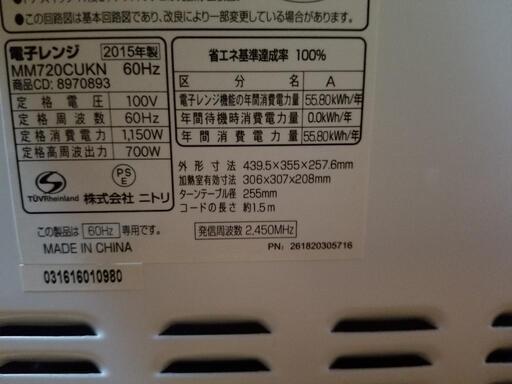 この回路図は基本回路図であり、改良により一部変更している場合が
電子レンジ 2015年製
MM720CUKN 60Hz
商品CD: 8970893
定格電圧 100V
定格周波数 60Hz
定格消費電力 1,150W
定格高周波出力 700W
TÜVRheinland
PS
E
株式会社 ニトリ
この製品は 60Hz 専用です。
MADE IN CHINA
031616010980
省エネ基準達成率 100%
区分名 A
電子レンジ機能の年間消費電力量 55.80kWh/年
年間待機時消費電力量 0.0kWh/年
年間消費電力量 55.80kWh/年
外形寸法 439.5×355×257.6mm
加熱室有効寸法 306×307×208mm
ターンテーブル径 255mm
コードの長さ 約1.5m
発信周波数 2,450MHz
PN: 261820305716